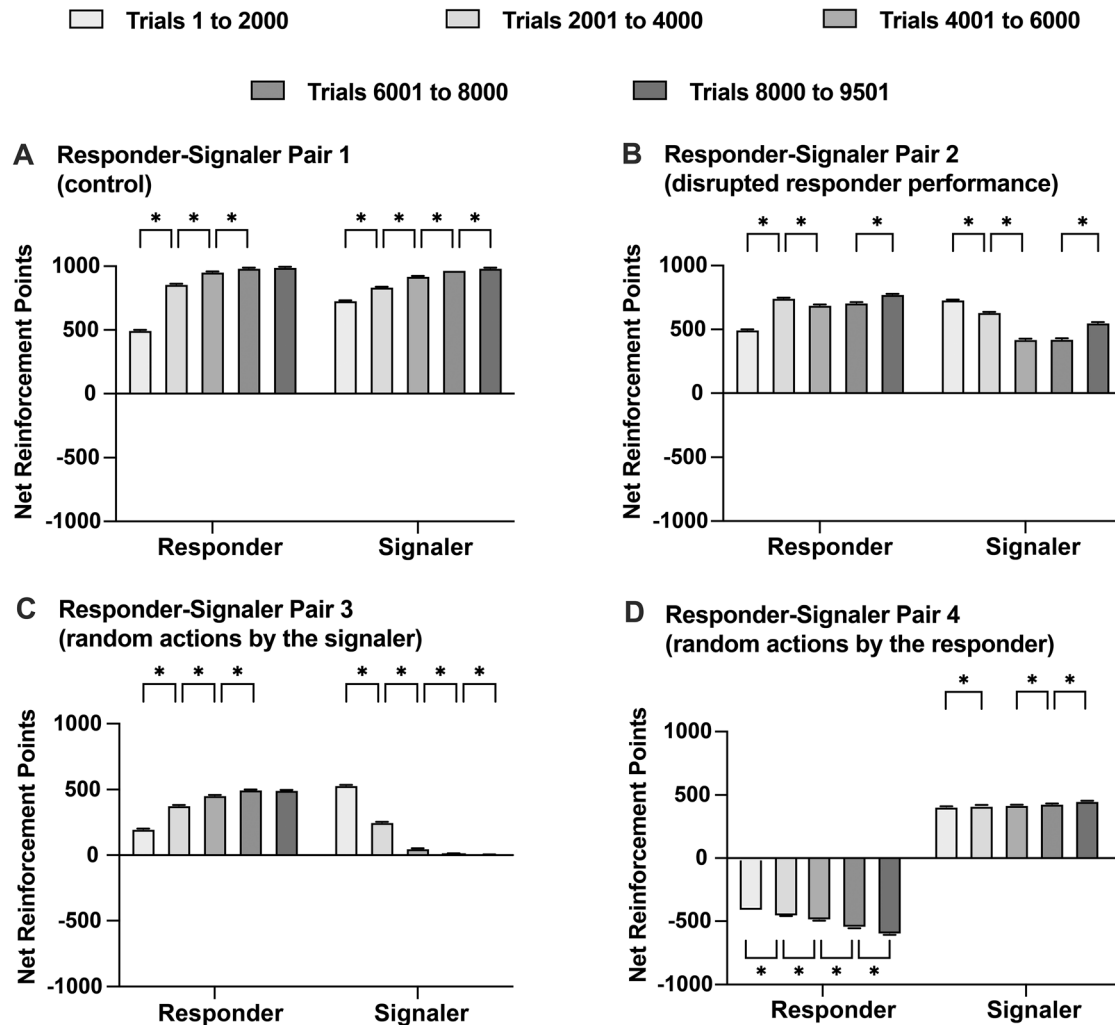 Trials 1 to 2000 Trials 2001 to 4000 Trials 4001 to 6000
Trials 6001 to 8000 Trials 8000 to 9501
A Responder-Signaler Pair 1
(control)
* * * * * * *
Net Reinforcement Points
1000
500
0
-500
-1000
Responder Signaler
B Responder-Signaler Pair 2
(disrupted responder performance)
* * * * * *
Net Reinforcement Points
1000
500
0
-500
-1000
Responder Signaler
C Responder-Signaler Pair 3
(random actions by the signaler)
* * * * * * *
Net Reinforcement Points
1000
500
0
-500
-1000
Responder Signaler
D Responder-Signaler Pair 4
(random actions by the responder)
* * *
Net Reinforcement Points
1000
500
0
-500
-1000
* * * *
Responder Signaler